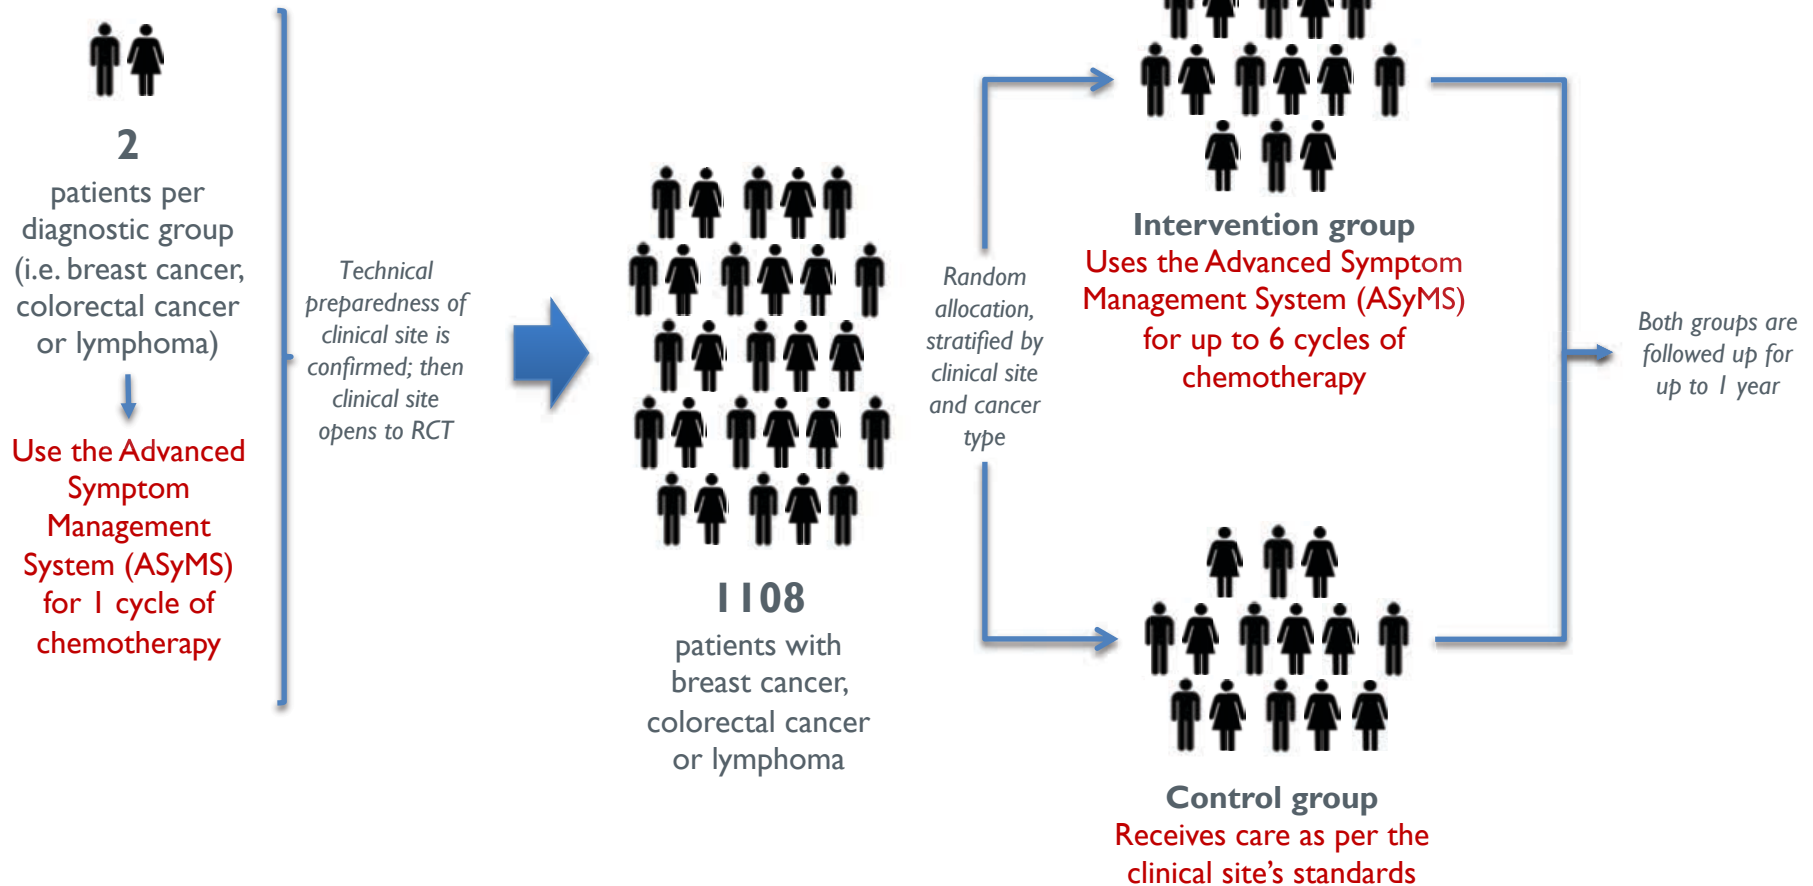 2
patients per
diagnostic group
(i.e. breast cancer,
colorectal cancer
or lymphoma)
Use the Advanced
Symptom
Management
System (ASyMS)
for 1 cycle of
chemotherapy
Technical
preparedness of
clinical site is
confirmed; then
clinical site
opens to RCT
1108
patients with
breast cancer,
colorectal cancer
or lymphoma
Random
allocation,
stratified by
clinical site
and cancer
type
Intervention group
Uses the Advanced Symptom
Management System (ASyMS)
for up to 6 cycles of
chemotherapy
Control group
Receives care as per the
clinical site's standards
Both groups are
followed up for
up to 1 year